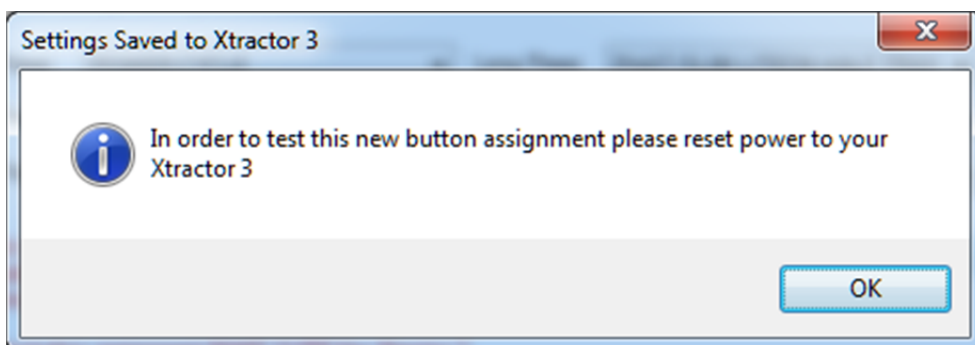 Settings Saved to Xtractor 3
In order to test this new button assignment please reset power to your
Xtractor 3
OK